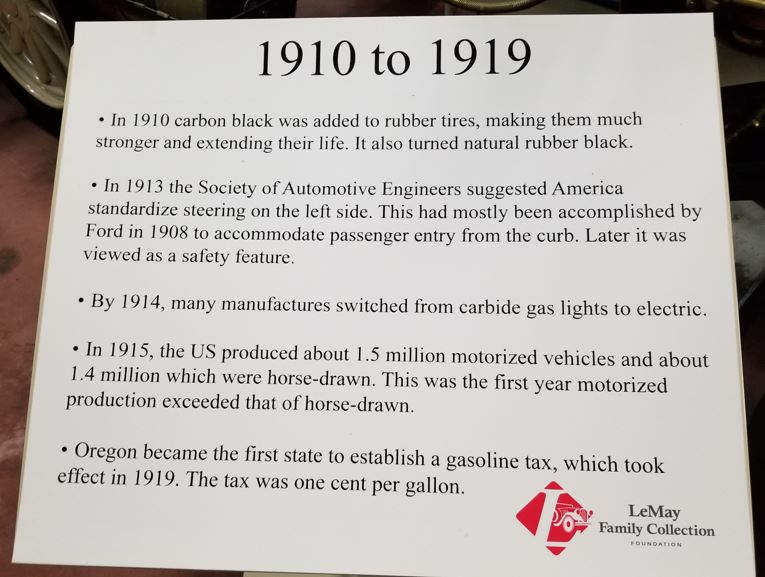 1910 to 1919
• In 1910 carbon black was added to rubber tires, making them much
stronger and extending their life. It also turned natural rubber black.
• In 1913 the Society of Automotive Engineers suggested America
standardize steering on the left side. This had mostly been accomplished by
Ford in 1908 to accommodate passenger entry from the curb. Later it was
viewed as a safety feature.
• By 1914, many manufactures switched from carbide gas lights to electric.
• In 1915, the US produced about 1.5 million motorized vehicles and about
1.4 million which were horse-drawn. This was the first year motorized
production exceeded that of horse-drawn.
• Oregon became the first state to establish a gasoline tax, which took
effect in 1919. The tax was one cent per gallon.
LeMay
Family Collection
FOUNDATION